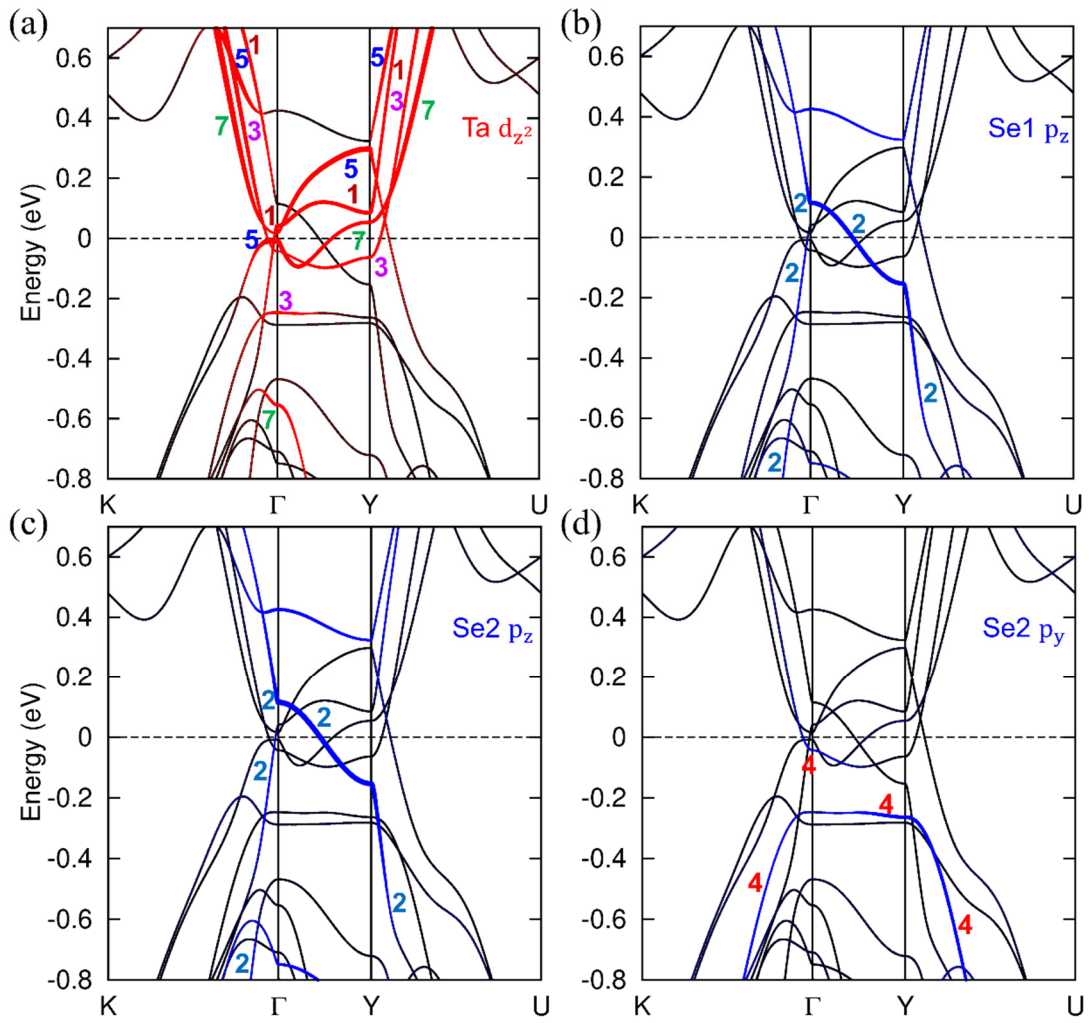 (a)
Energy (eV)
0.6
0.4
0.2
0
-0.2
-0.4
-0.6
-0.8
K
Γ
Y
U
Ta d_z²
5
1
7
3
5
1
3
7
5
1
7
3
1
5
3
7
(b)
0.6
0.4
0.2
0
-0.2
-0.4
-0.6
-0.8
K
Γ
Y
U
Se1 p_z
2
2
2
2
2
(c)
Energy (eV)
0.6
0.4
0.2
0
-0.2
-0.4
-0.6
-0.8
K
Γ
Y
U
Se2 p_z
2
2
2
2
2
(d)
0.6
0.4
0.2
0
-0.2
-0.4
-0.6
-0.8
K
Γ
Y
U
Se2 p_y
4
4
4
4